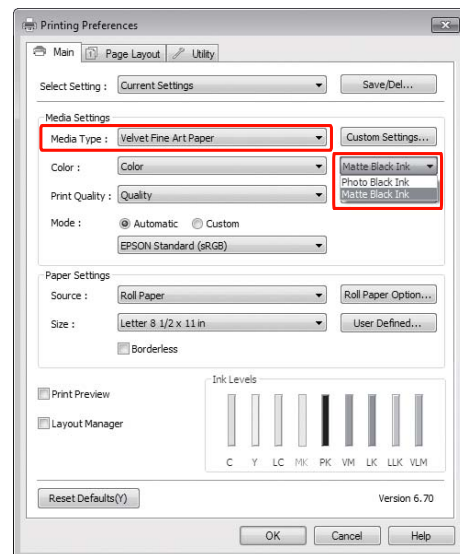 Printing Preferences
Main Page Layout Utility
Select Setting : Current Settings Save/Del...
Media Settings
Media Type : Velvet Fine Art Paper Custom Settings...
Color : Color Matte Black Ink
Photo Black Ink
Print Quality : Quality Matte Black Ink
Mode : Automatic Custom
EPSON Standard (sRGB)
Paper Settings
Source : Roll Paper Roll Paper Option...
Size : Letter 8 1/2 x 11 in User Defined...
Borderless
Ink Levels
Print Preview
Layout Manager
C Y LC MK PK VM LK LLK VLM
Reset Defaults(Y) Version 6.70
OK Cancel Help